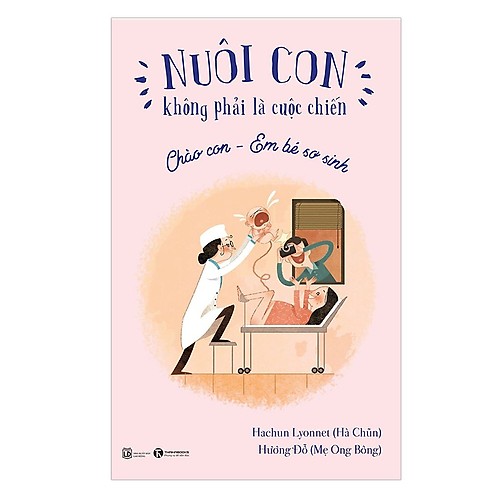 NUÔI CON
không phải là cuộc chiến
Chào con - Em bé sơ sinh
Hachun Lyonnet (Hà Chũn)
Hương Đỗ (Mẹ Ong Bông)
THAIHABOOKS